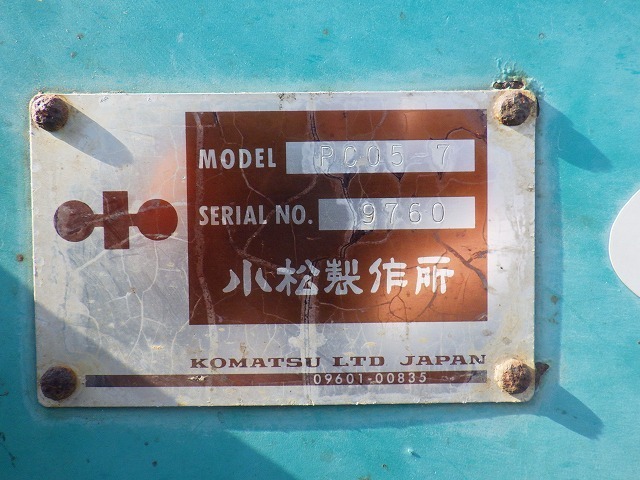 MODEL PC05-7
SERIAL NO. 9760
小松製作所
KOMATSU LTD JAPAN
09601-00835